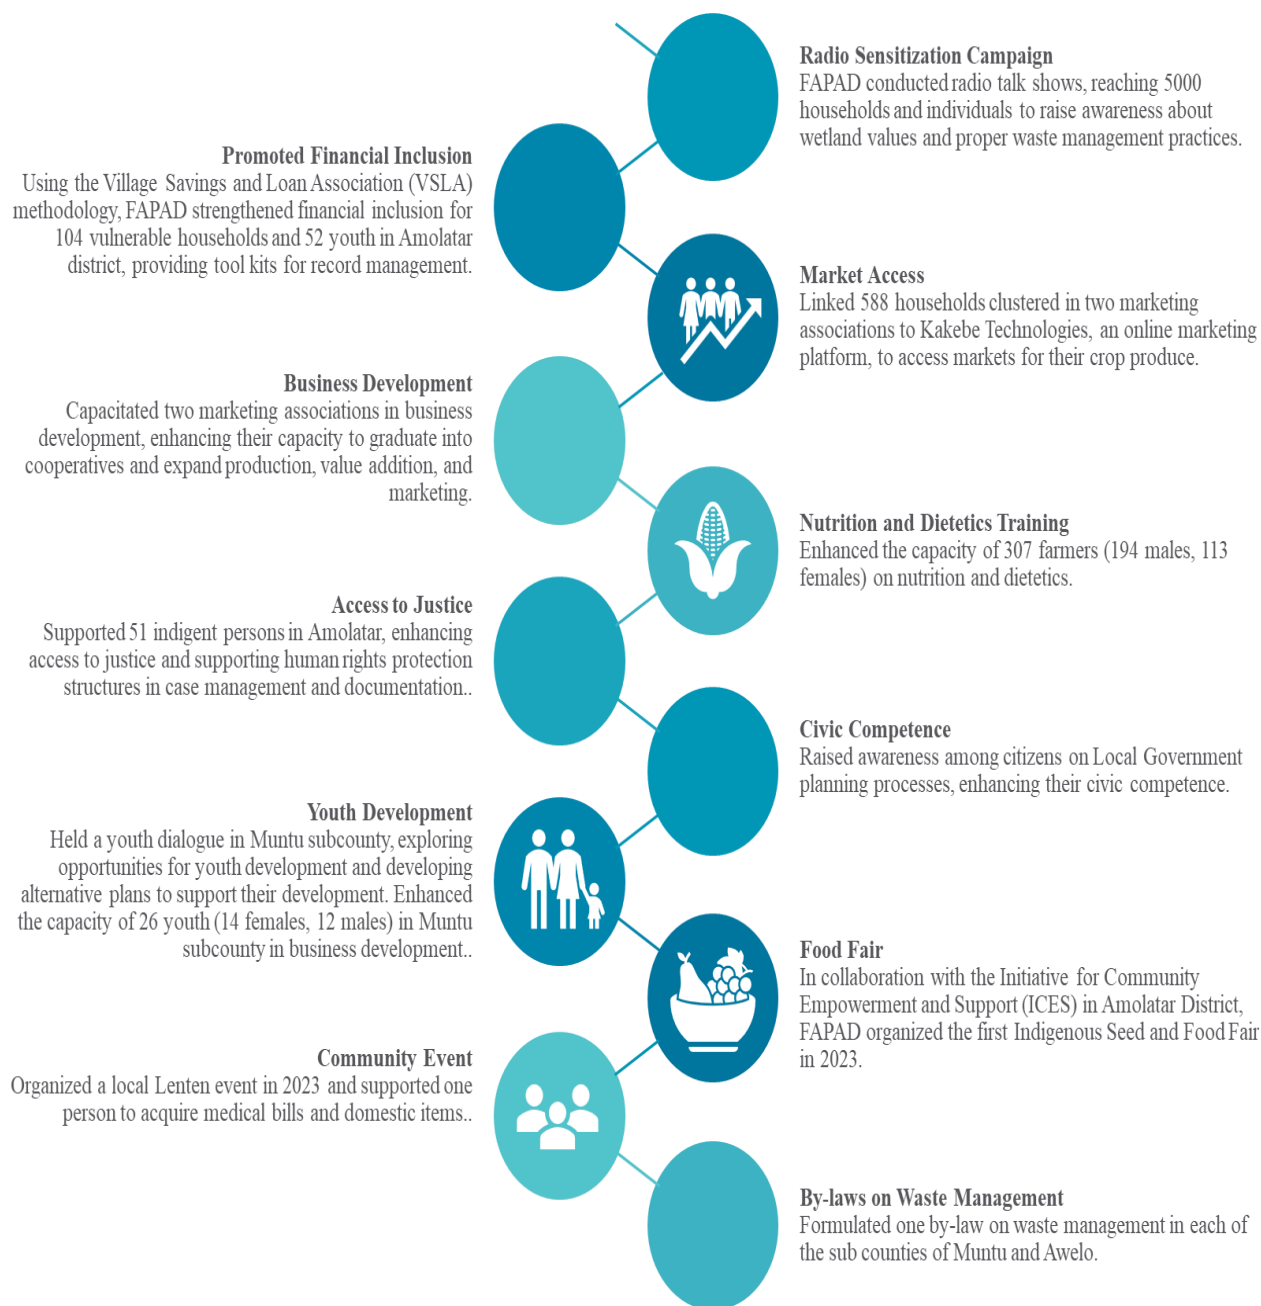 Radio Sensitization Campaign
FAPAD conducted radio talk shows, reaching 5000
households and individuals to raise awareness about
wetland values and proper waste management practices.
Promoted Financial Inclusion
Using the Village Savings and Loan Association (VSLA)
methodology, FAPAD strengthened financial inclusion for
104 vulnerable households and 52 youth in Amolatar
district, providing tool kits for record management.
Market Access
Linked 588 households clustered in two marketing
associations to Kakebe Technologies, an online marketing
platform, to access markets for their crop produce.
Business Development
Capacitated two marketing associations in business
development, enhancing their capacity to graduate into
cooperatives and expand production, value addition, and
marketing.
Nutrition and Dietetics Training
Enhanced the capacity of 307 farmers (194 males, 113
females) on nutrition and dietetics.
Access to Justice
Supported 51 indigent persons in Amolatar, enhancing
access to justice and supporting human rights protection
structures in case management and documentation..
Civic Competence
Raised awareness among citizens on Local Government
planning processes, enhancing their civic competence.
Youth Development
Held a youth dialogue in Muntu subcounty, exploring
opportunities for youth development and developing
alternative plans to support their development. Enhanced
the capacity of 26 youth (14 females, 12 males) in Muntu
subcounty in business development..
Food Fair
In collaboration with the Initiative for Community
Empowerment and Support (ICES) in Amolatar District,
FAPAD organized the first Indigenous Seed and Food Fair
in 2023.
Community Event
Organized a local Lenten event in 2023 and supported one
person to acquire medical bills and domestic items..
By-laws on Waste Management
Formulated one by-law on waste management in each of
the sub counties of Muntu and Awelo.